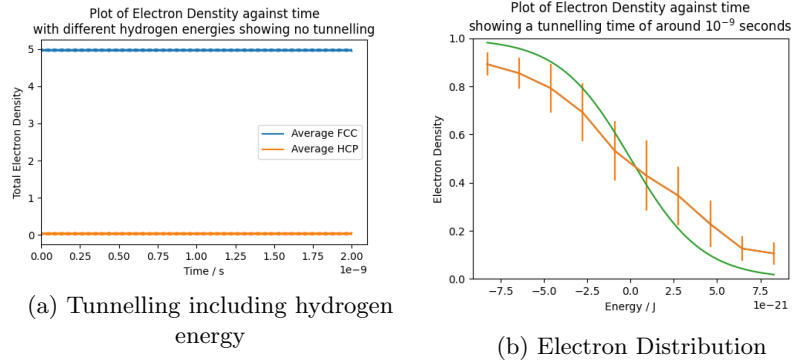 Plot of Electron Denstity against time
with different hydrogen energies showing no tunnelling
5
4
3
2
1
0
Total Electron Density
Average FCC
Average HCP
0.00 0.25 0.50 0.75 1.00 1.25 1.50 1.75 2.00
Time / s
1e−9
(a) Tunnelling including hydrogen
energy
Plot of Electron Denstity against time
showing a tunnelling time of around 10⁻⁹ seconds
1.0
0.8
0.6
0.4
0.2
0.0
Electron Density
−7.5 −5.0 −2.5 0.0 2.5 5.0 7.5
Energy / J
1e−21
(b) Electron Distribution